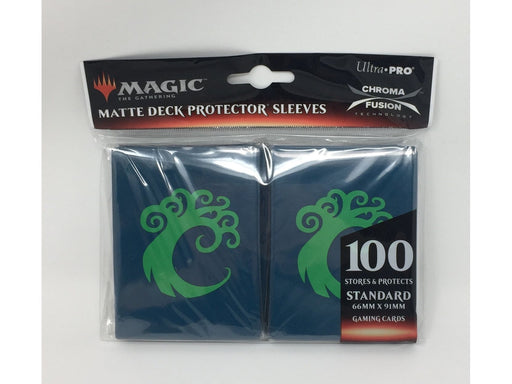 MAGIC
THE GATHERING
ULTRA•PRO®
MATTE DECK PROTECTOR® SLEEVES
CHROMA
FUSION
TECHNOLOGY
100
STORES & PROTECTS
STANDARD
66MM X 91MM
GAMING CARDS